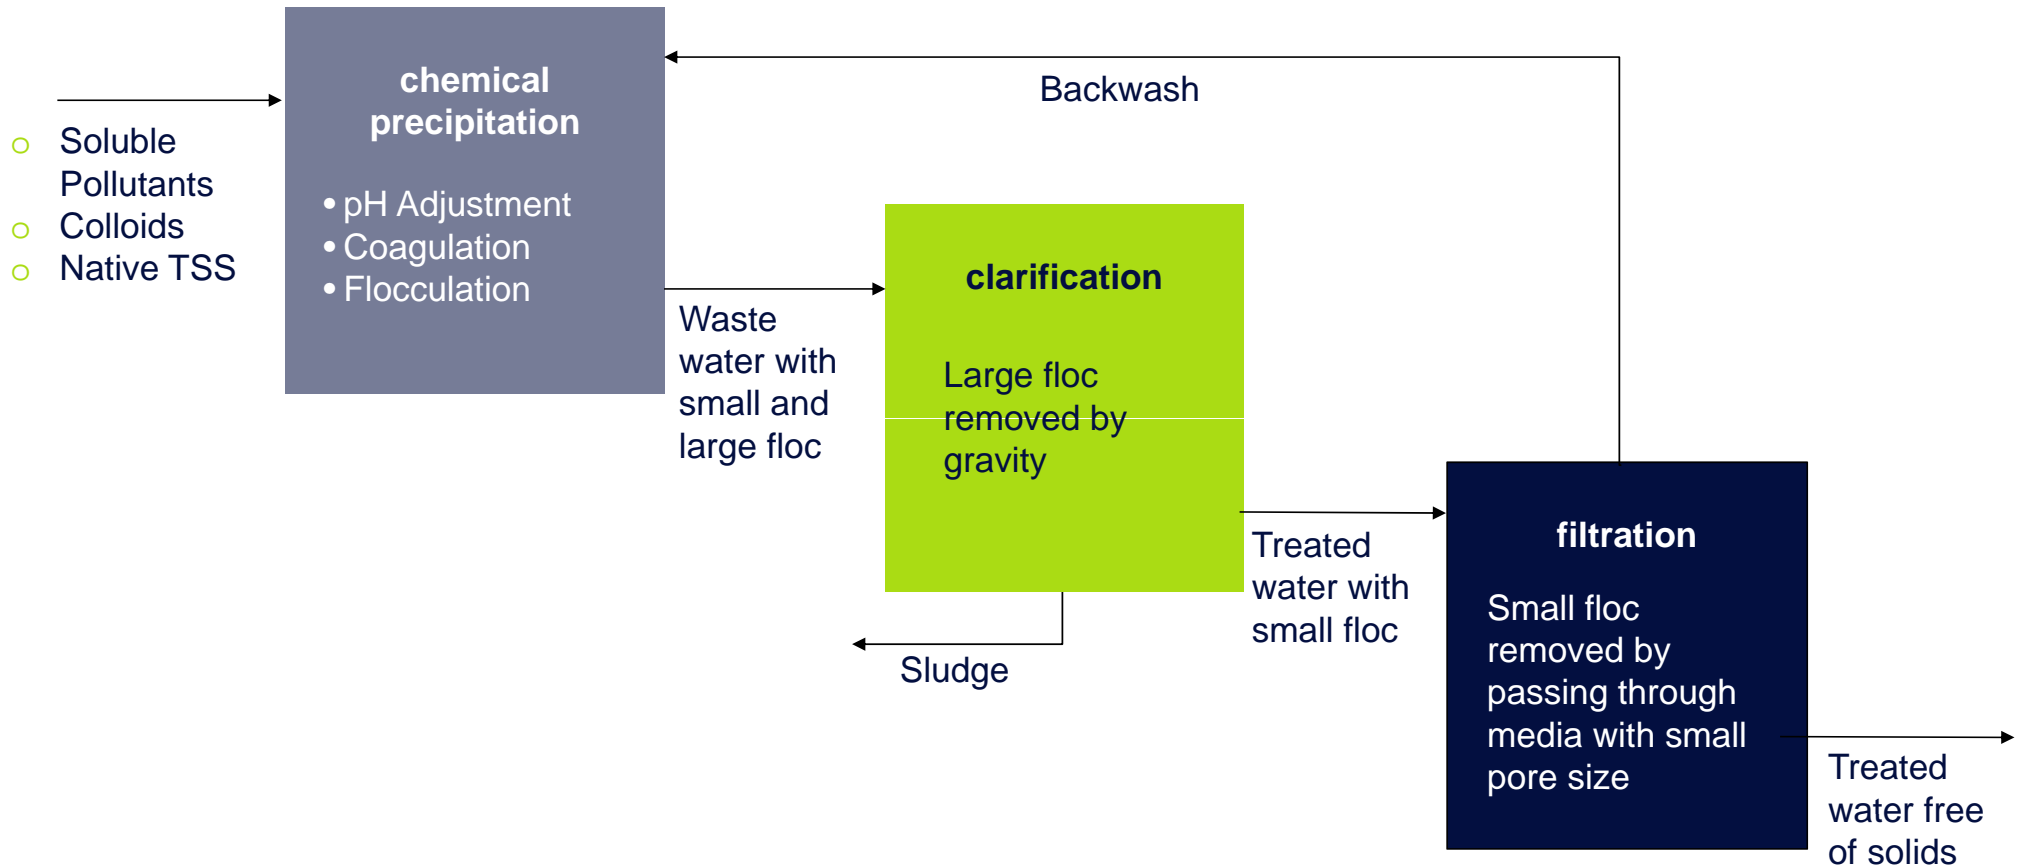 Soluble
Pollutants
Colloids
Native TSS
chemical
precipitation
• pH Adjustment
• Coagulation
• Flocculation
Backwash
Waste
water with
small and
large floc
clarification
Large floc
removed by
gravity
Sludge
Treated
water with
small floc
filtration
Small floc
removed by
passing through
media with small
pore size
Treated
water free
of solids